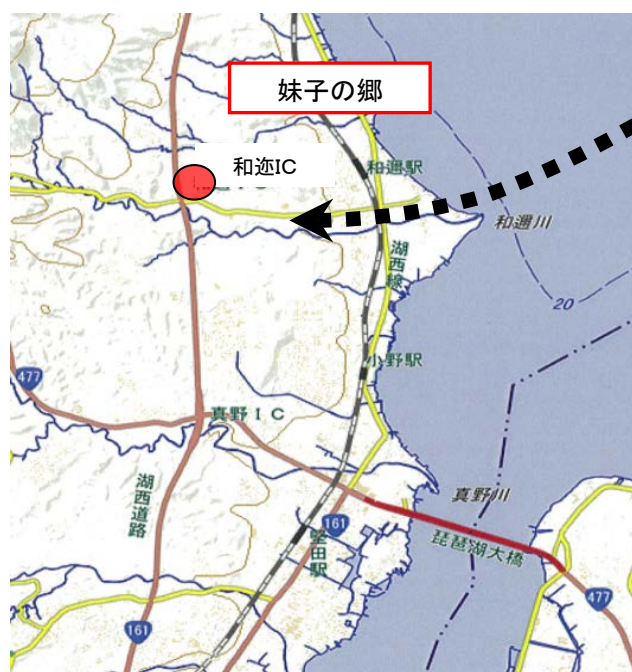 妹子の郷
和迩IC
和邇駅
和邇川
湖西線
20
小野駅
477
真野IC
湖西道路
真野川
161
堅田駅
琵琶湖大橋
477
161